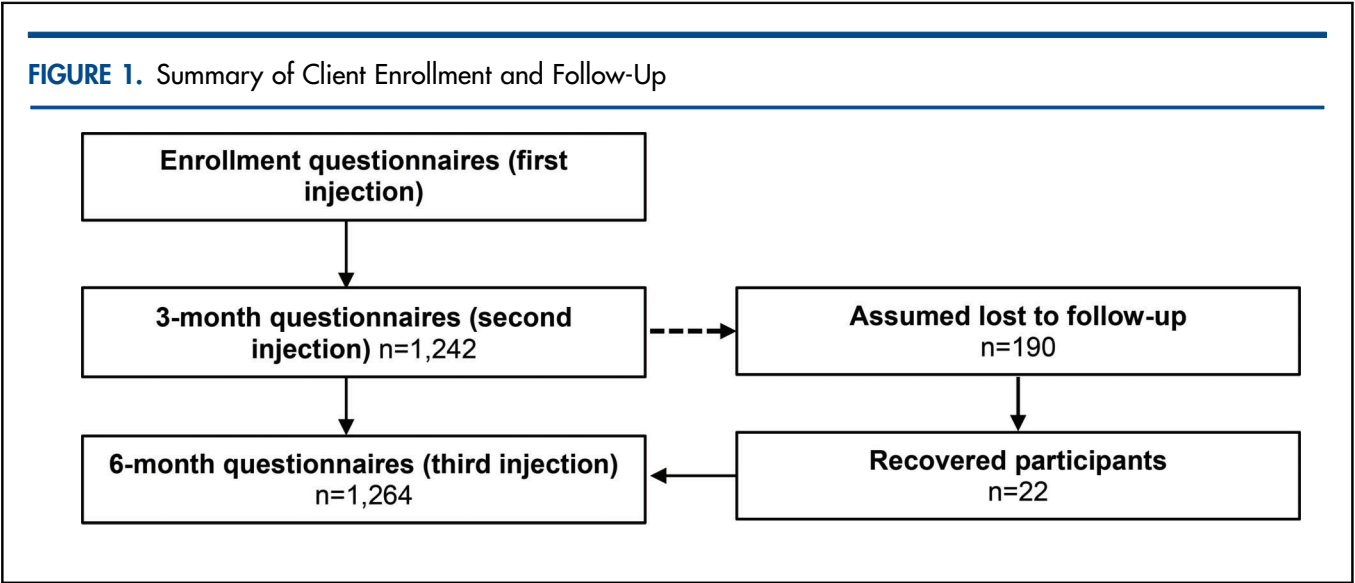 FIGURE 1. Summary of Client Enrollment and Follow-Up
Enrollment questionnaires (first
injection)
3-month questionnaires (second
injection) n=1,242
Assumed lost to follow-up
n=190
6-month questionnaires (third injection)
n=1,264
Recovered participants
n=22